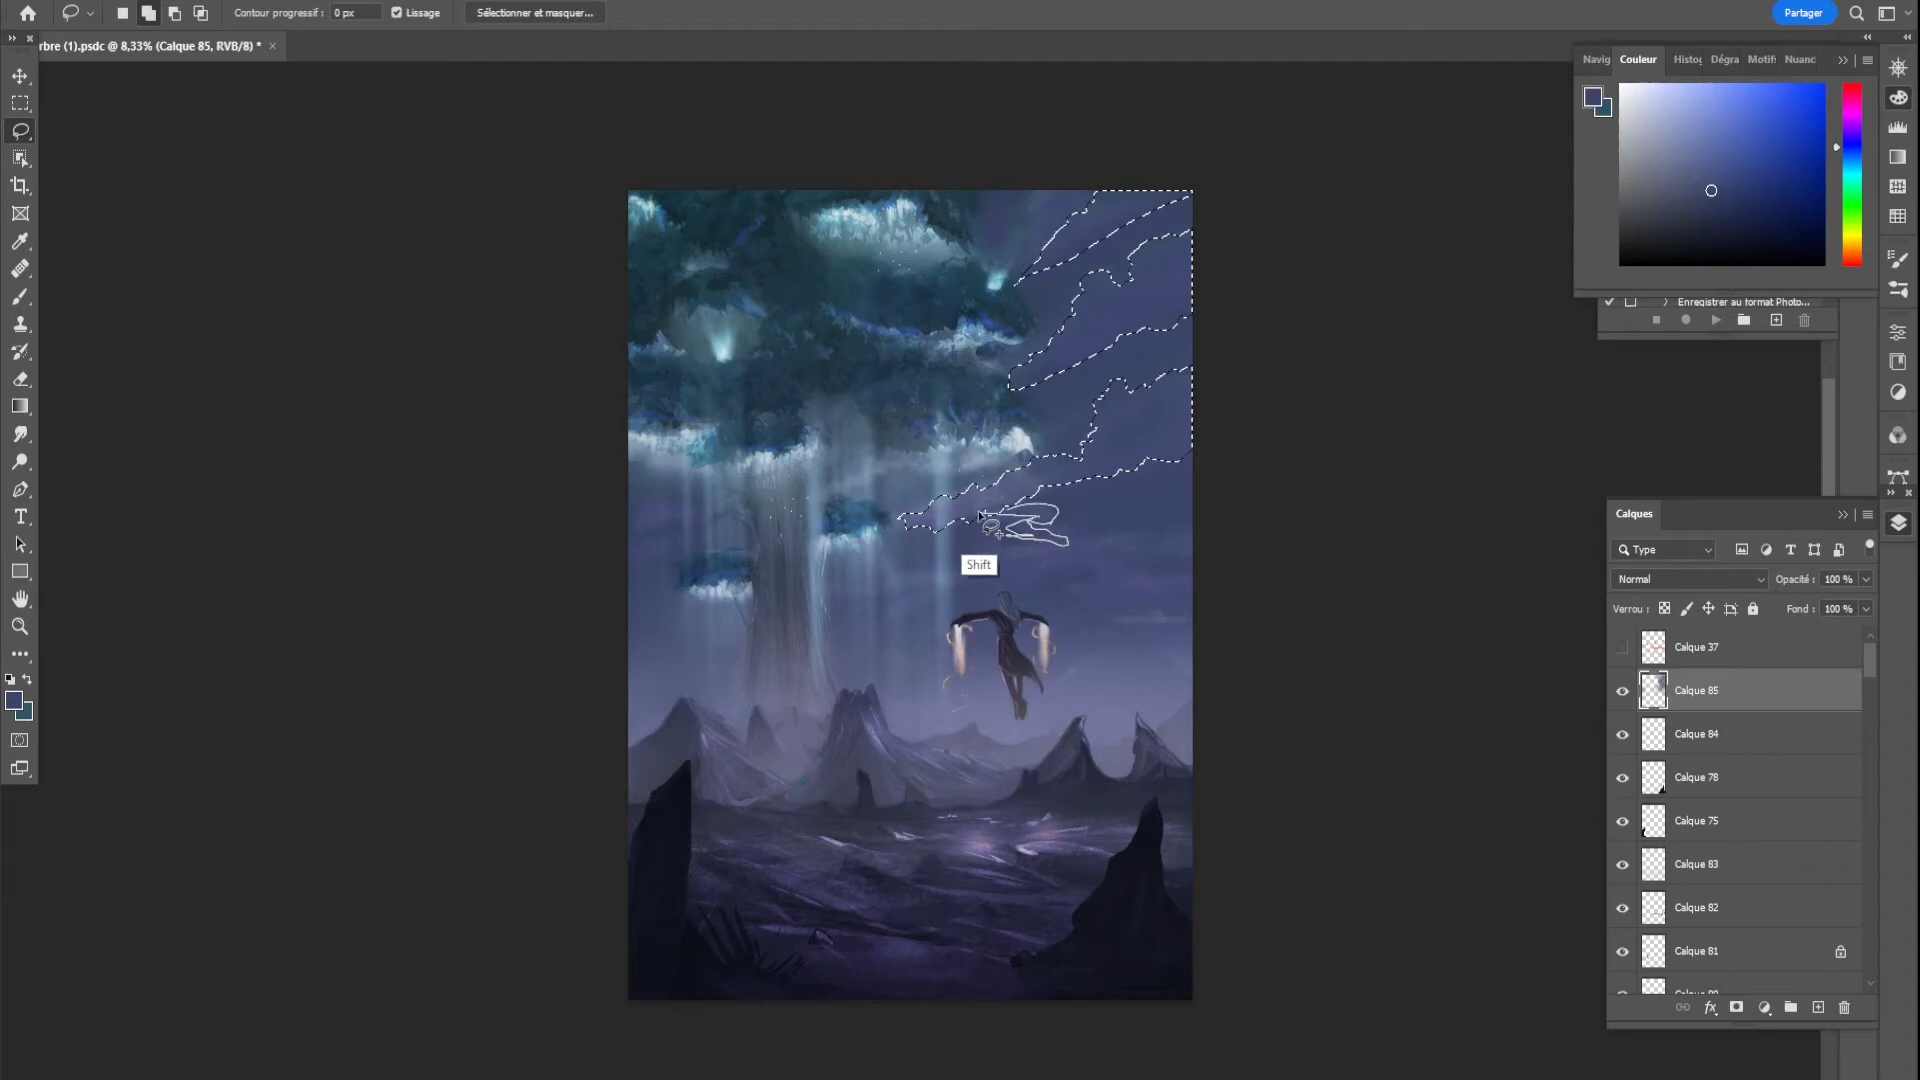 Contour progressif :
0 px
Lissage
Sélectionner et masquer...
Partager
rbre (1).psdc @ 8,33% (Calque 85, RVB/8) *
Navig
Couleur
Histog
Dégra
Motifs
Nuanc
Enregistrer au format Photo...
Shift
Calques
Type
Normal
Opacité :
100 %
Verrou :
Fond :
100 %
Calque 37
Calque 85
Calque 84
Calque 78
Calque 75
Calque 83
Calque 82
Calque 81